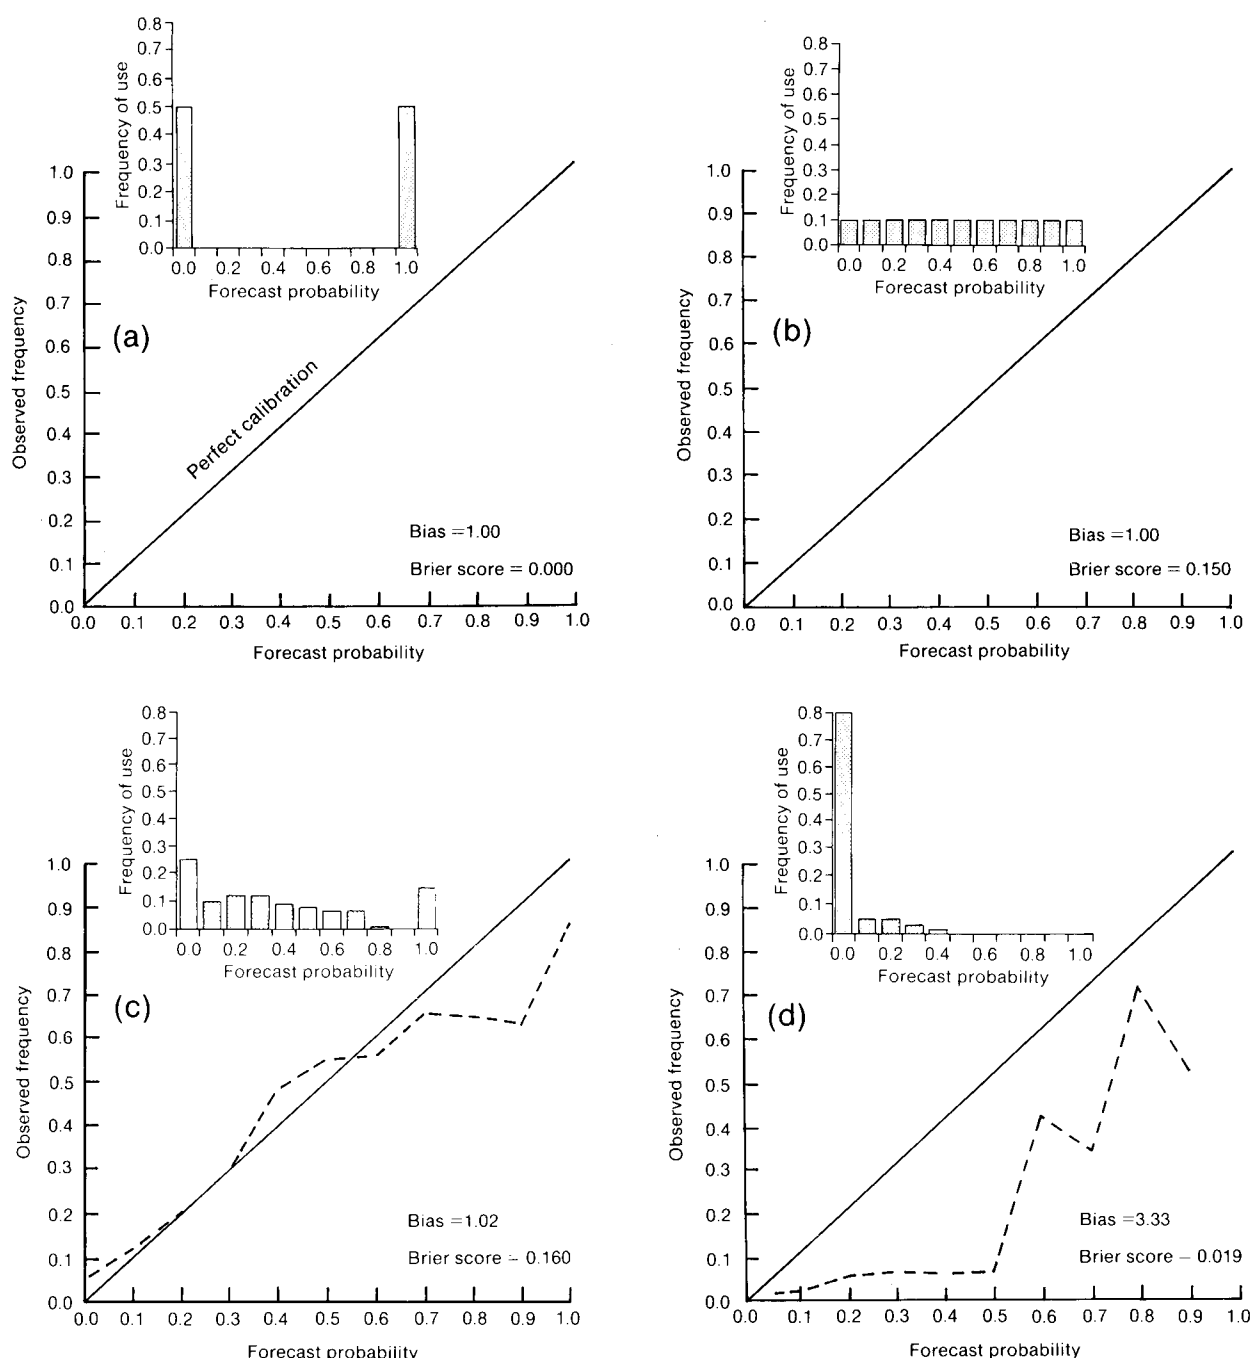 0.8
0.7
0.6
0.5
0.4
0.3
0.2
0.1
0.0
Frequency of use
0.0 0.2 0.4 0.6 0.8 1.0
Forecast probability
1.0
0.9
0.8
0.7
0.6
0.5
0.4
0.3
0.2
0.1
0.0
Observed frequency
(a)
Perfect calibration
Bias =1.00
Brier score = 0.000
0.0 0.1 0.2 0.3 0.4 0.5 0.6 0.7 0.8 0.9 1.0
Forecast probability
0.8
0.7
0.6
0.5
0.4
0.3
0.2
0.1
0.0
Frequency of use
0.0 0.2 0.4 0.6 0.8 1.0
Forecast probability
1.0
0.9
0.8
0.7
0.6
0.5
0.4
0.3
0.2
0.1
0.0
Observed frequency
(b)
Bias =1.00
Brier score = 0.150
0.0 0.1 0.2 0.3 0.4 0.5 0.6 0.7 0.8 0.9 1.0
Forecast probability
0.8
0.7
0.6
0.5
0.4
0.3
0.2
0.1
0.0
Frequency of use
0.0 0.2 0.4 0.6 0.8 1.0
Forecast probability
1.0
0.9
0.8
0.7
0.6
0.5
0.4
0.3
0.2
0.1
0.0
Observed frequency
(c)
Bias =1.02
Brier score – 0.160
0.0 0.1 0.2 0.3 0.4 0.5 0.6 0.7 0.8 0.9 1.0
Forecast probability
0.8
0.7
0.6
0.5
0.4
0.3
0.2
0.1
0.0
Frequency of use
0.0 0.2 0.4 0.6 0.8 1.0
Forecast probability
1.0
0.9
0.8
0.7
0.6
0.5
0.4
0.3
0.2
0.1
0.0
Observed frequency
(d)
Bias =3.33
Brier score – 0.019
0.0 0.1 0.2 0.3 0.4 0.5 0.6 0.7 0.8 0.9 1.0
Forecast probability